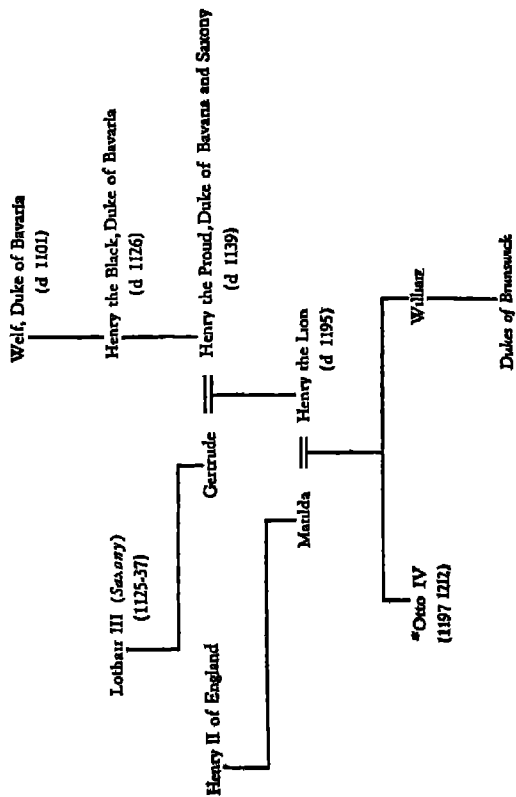 Welf, Duke of Bavaria
(d 1101)
Henry the Black, Duke of Bavaria
(d 1126)
Lothair III (Saxony)
(1125-37)
Gertrude
Henry the Proud, Duke of Bavaria and Saxony
(d 1139)
Henry II of England
Matilda
Henry the Lion
(d 1195)
*Otto IV
(1197 1212)
William
Dukes of Brunswick